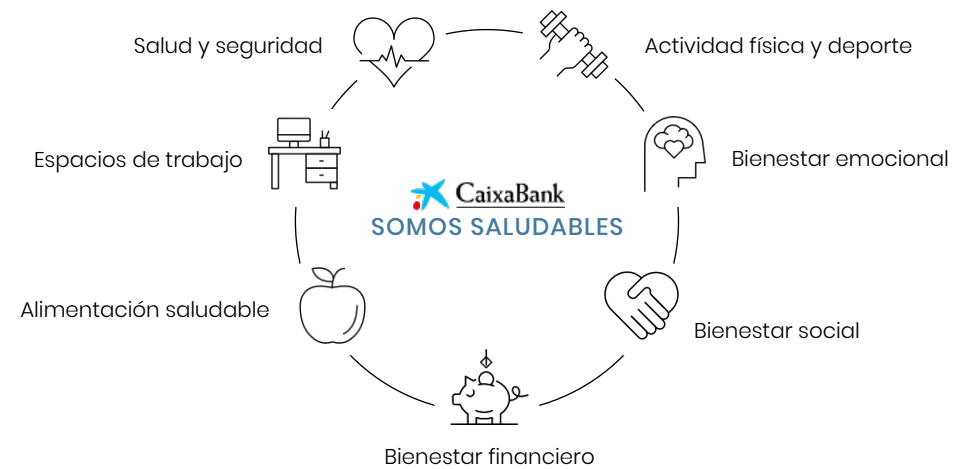 Salud y seguridad
Actividad física y deporte
Espacios de trabajo
Bienestar emocional
CaixaBank
SOMOS SALUDABLES
Alimentación saludable
Bienestar social
Bienestar financiero